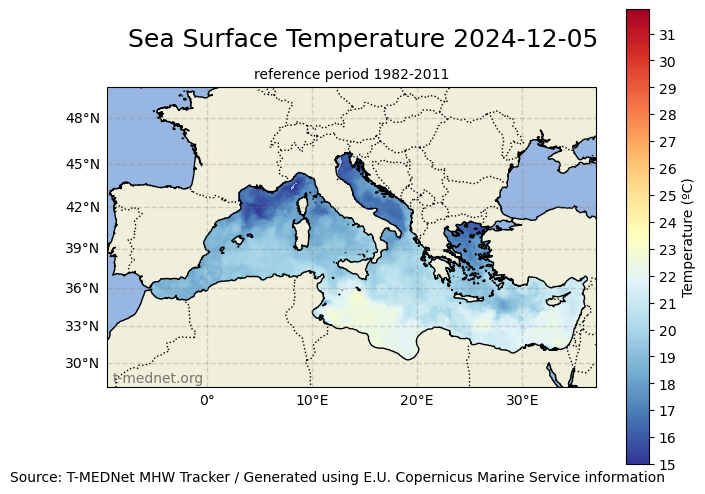 Sea Surface Temperature 2024-12-05
reference period 1982-2011
48°N
45°N
42°N
39°N
36°N
33°N
30°N
t-mednet.org
0°
10°E
20°E
30°E
31
30
29
28
27
26
25
24
23
22
21
20
19
18
17
16
15
Temperature (ºC)
Source: T-MEDNet MHW Tracker / Generated using E.U. Copernicus Marine Service information